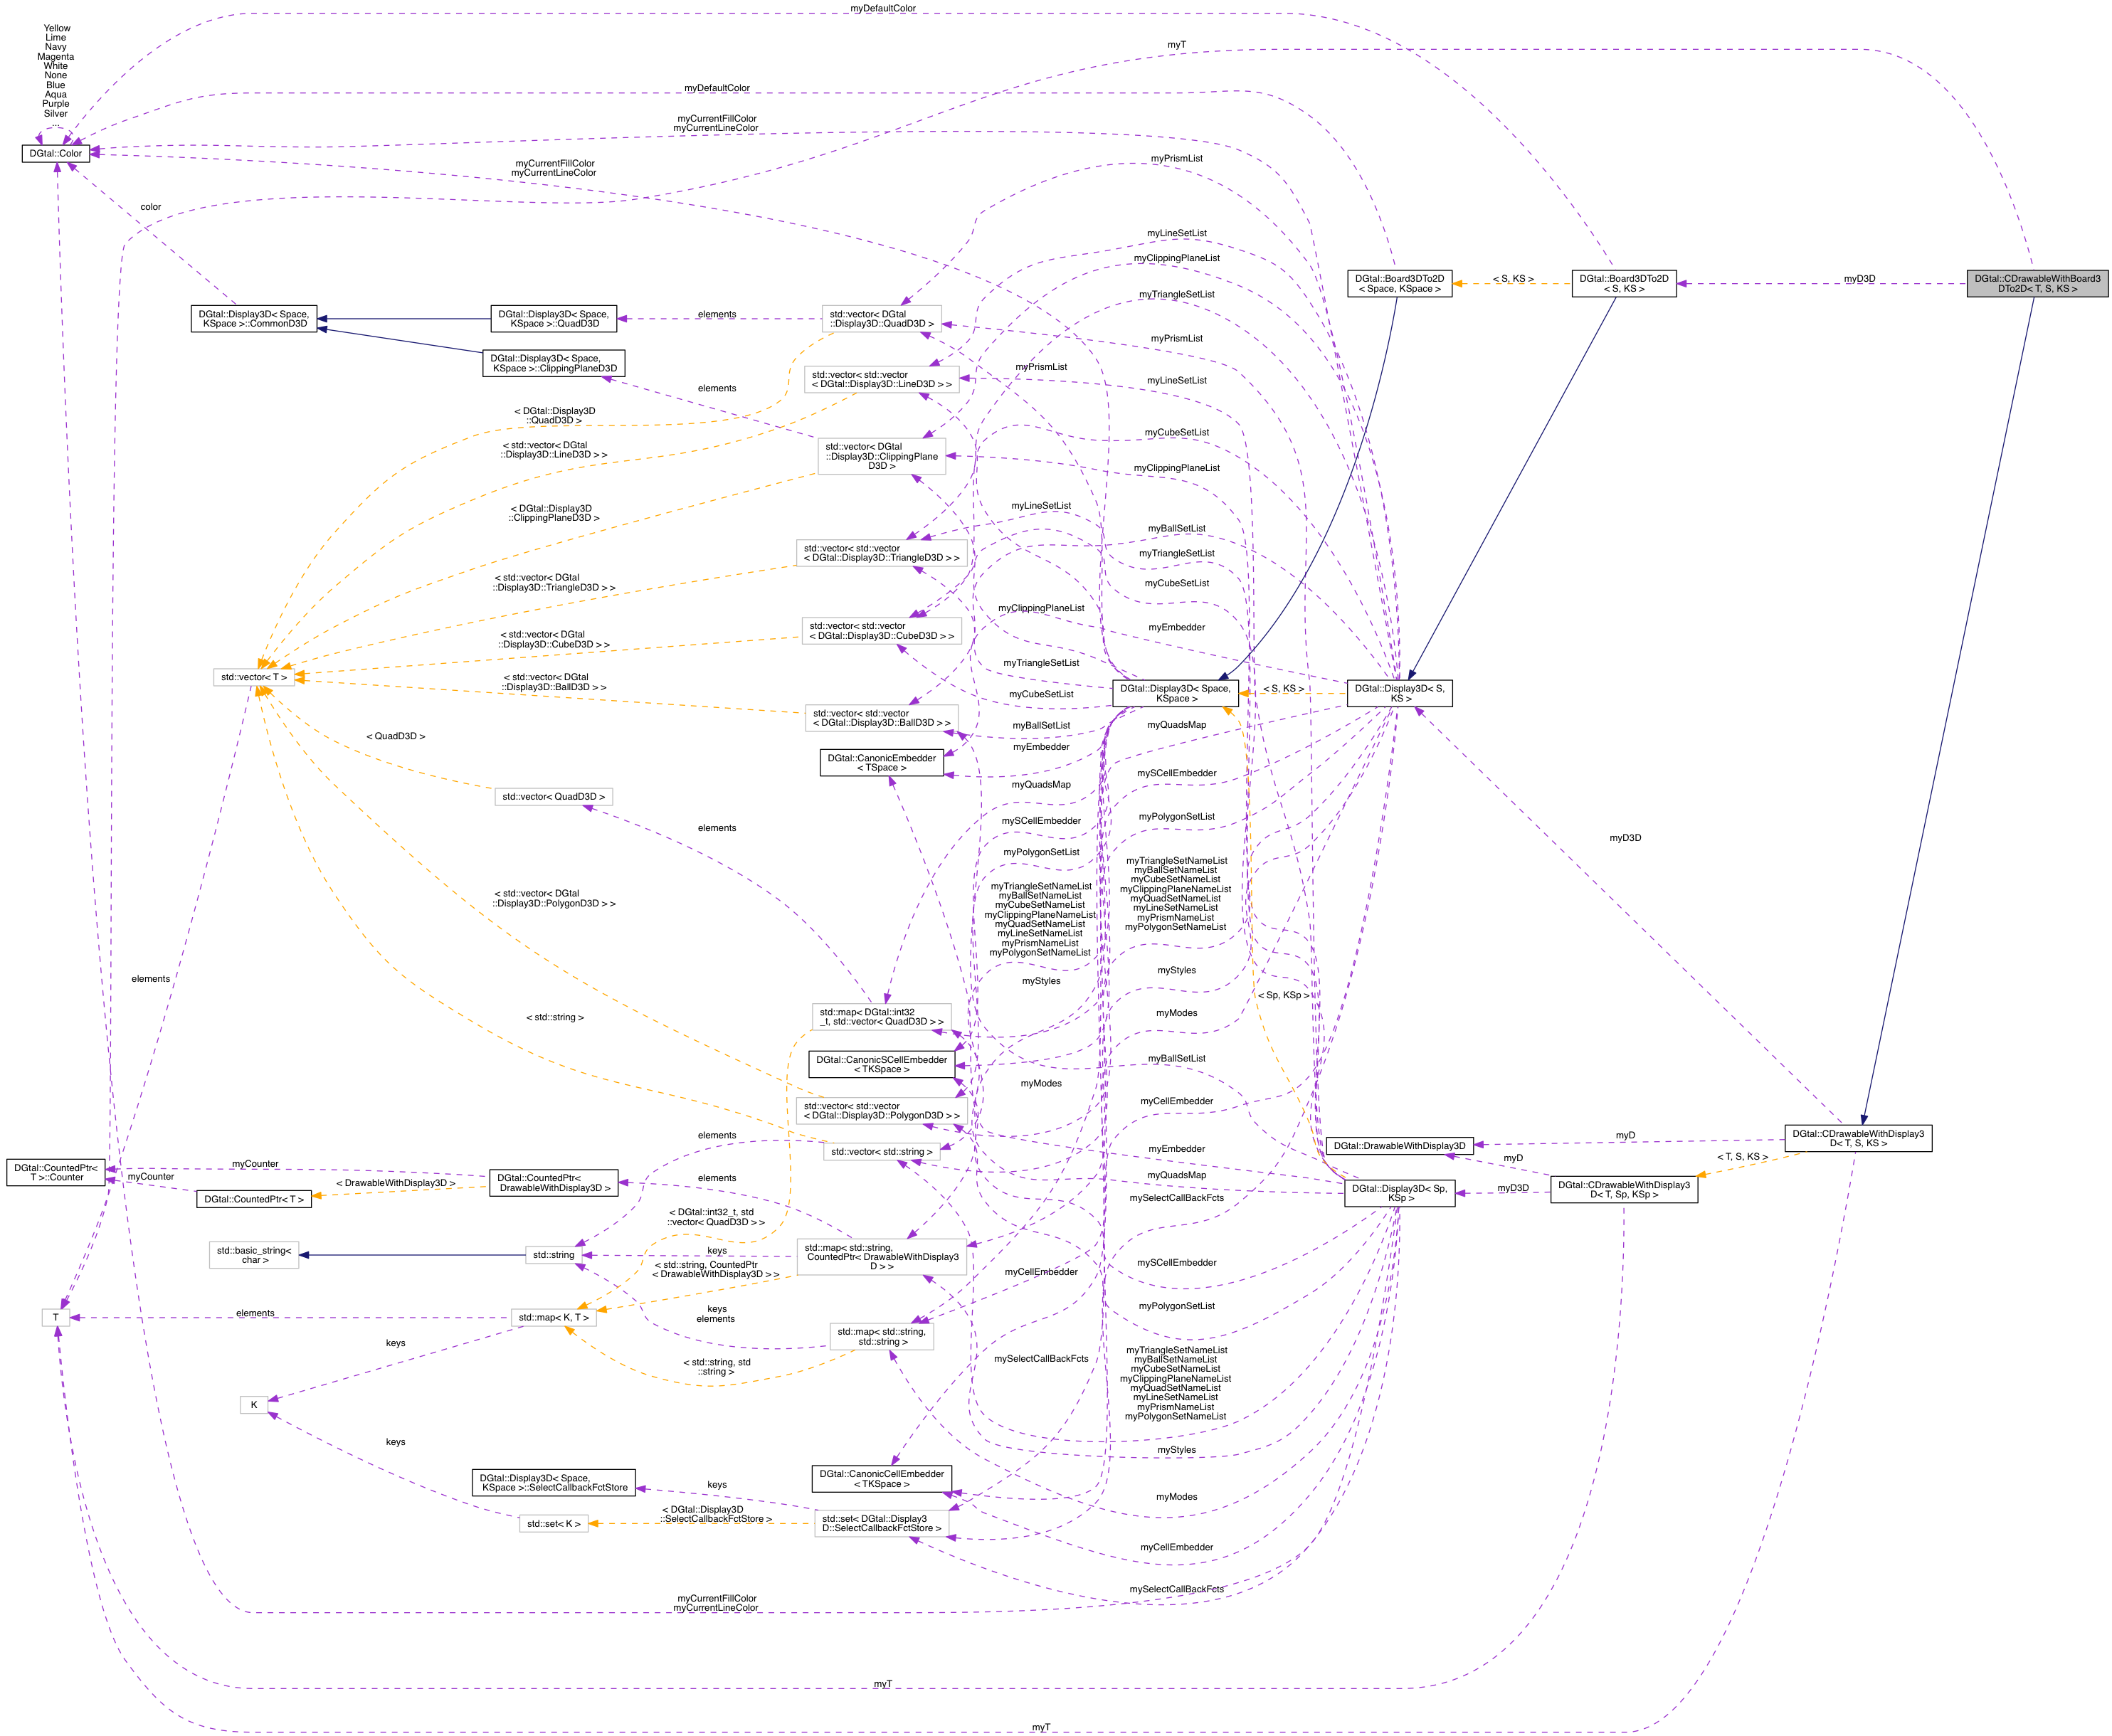 myDefaultColor
Yellow
Lime
Navy
Magenta
White
None
Blue
Aqua
Purple
Silver
...
myT
myDefaultColor
myCurrentFillColor
myCurrentLineColor
DGtal::Color
myCurrentFillColor
myCurrentLineColor
myPrismList
color
myLineSetList
myClippingPlaneList
DGtal::Board3DTo2D
< Space, KSpace >
< S, KS >
DGtal::Board3DTo2D
< S, KS >
myD3D
DGtal::CDrawableWithBoard3
DTo2D< T, S, KS >
myTriangleSetList
DGtal::Display3D< Space,
KSpace >::CommonD3D
DGtal::Display3D< Space,
KSpace >::QuadD3D
elements
std::vector< DGtal
::Display3D::QuadD3D >
myPrismList
DGtal::Display3D< Space,
KSpace >::ClippingPlaneD3D
myPrismList
std::vector< std::vector
< DGtal::Display3D::LineD3D > >
myLineSetList
elements
< DGtal::Display3D
::QuadD3D >
myCubeSetList
< std::vector< DGtal
::Display3D::LineD3D > >
std::vector< DGtal
::Display3D::ClippingPlane
D3D >
myClippingPlaneList
< DGtal::Display3D
::ClippingPlaneD3D >
myLineSetList
myBallSetList
std::vector< std::vector
< DGtal::Display3D::TriangleD3D > >
myTriangleSetList
< std::vector< DGtal
::Display3D::TriangleD3D > >
myCubeSetList
myClippingPlaneList
std::vector< std::vector
< DGtal::Display3D::CubeD3D > >
myEmbedder
< std::vector< DGtal
::Display3D::CubeD3D > >
myTriangleSetList
std::vector< T >
< std::vector< DGtal
::Display3D::BallD3D > >
DGtal::Display3D< Space,
KSpace >
< S, KS >
DGtal::Display3D< S,
KS >
myCubeSetList
std::vector< std::vector
< DGtal::Display3D::BallD3D > >
myBallSetList
myQuadsMap
< QuadD3D >
myEmbedder
DGtal::CanonicEmbedder
< TSpace >
mySCellEmbedder
myQuadsMap
std::vector< QuadD3D >
myPolygonSetList
mySCellEmbedder
elements
myD3D
myPolygonSetList
myTriangleSetNameList
myBallSetNameList
myCubeSetNameList
myClippingPlaneNameList
myQuadSetNameList
myLineSetNameList
myPrismNameList
myPolygonSetNameList
myTriangleSetNameList
myBallSetNameList
myCubeSetNameList
myClippingPlaneNameList
myQuadSetNameList
myLineSetNameList
myPrismNameList
myPolygonSetNameList
< std::vector< DGtal
::Display3D::PolygonD3D > >
elements
myStyles
myStyles
< Sp, KSp >
< std::string >
std::map< DGtal::int32
_t, std::vector< QuadD3D > >
myModes
DGtal::CanonicSCellEmbedder
< TKSpace >
myBallSetList
myModes
std::vector< std::vector
< DGtal::Display3D::PolygonD3D > >
myCellEmbedder
elements
std::vector< std::string >
myEmbedder
DGtal::DrawableWithDisplay3D
myD
DGtal::CDrawableWithDisplay3
D< T, S, KS >
myD
< T, S, KS >
DGtal::CountedPtr<
T >::Counter
myCounter
myCounter
DGtal::CountedPtr< T >
< DrawableWithDisplay3D >
DGtal::CountedPtr<
DrawableWithDisplay3D >
elements
myQuadsMap
mySelectCallBackFcts
DGtal::Display3D< Sp,
KSp >
myD3D
DGtal::CDrawableWithDisplay3
D< T, Sp, KSp >
< DGtal::int32_t, std
::vector< QuadD3D > >
std::basic_string<
char >
std::string
keys
std::map< std::string,
CountedPtr< DrawableWithDisplay3
D > >
< std::string, CountedPtr
< DrawableWithDisplay3D > >
mySCellEmbedder
myCellEmbedder
T
elements
std::map< K, T >
keys
elements
myPolygonSetList
std::map< std::string,
std::string >
keys
mySelectCallBackFcts
< std::string, std
::string >
myTriangleSetNameList
myBallSetNameList
myCubeSetNameList
myClippingPlaneNameList
myQuadSetNameList
myLineSetNameList
myPrismNameList
myPolygonSetNameList
K
keys
myStyles
DGtal::Display3D< Space,
KSpace >::SelectCallbackFctStore
keys
DGtal::CanonicCellEmbedder
< TKSpace >
myModes
std::set< K >
< DGtal::Display3D
::SelectCallbackFctStore >
std::set< DGtal::Display3
D::SelectCallbackFctStore >
myCellEmbedder
mySelectCallBackFcts
myCurrentFillColor
myCurrentLineColor
myT
myT